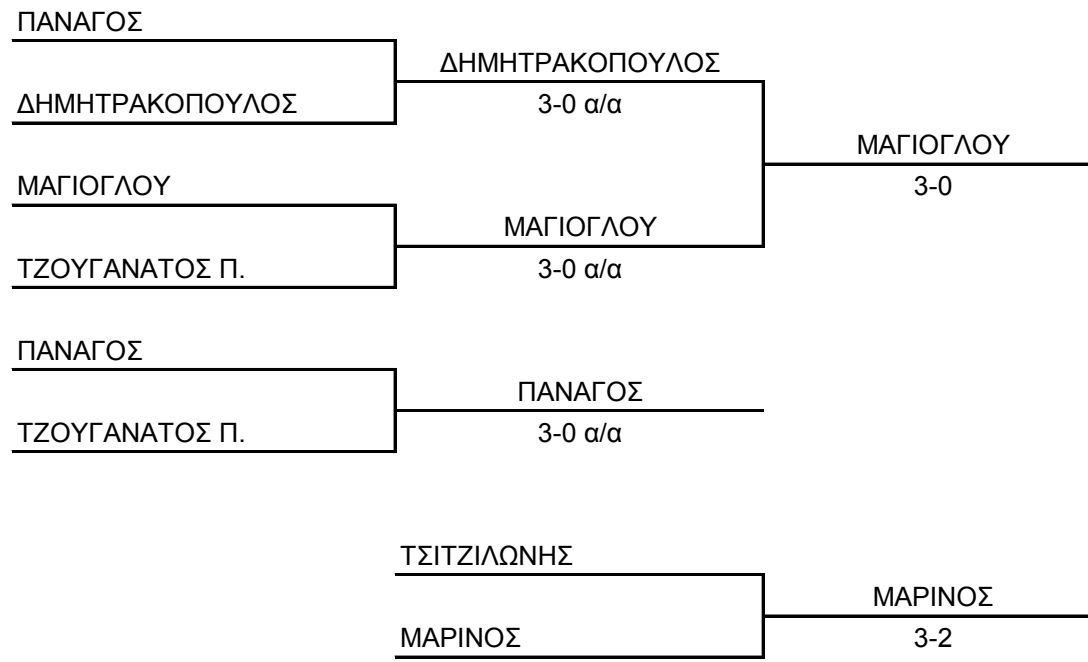 ΠΑΝΑΓΟΣ
ΔΗΜΗΤΡΑΚΟΠΟΥΛΟΣ
ΔΗΜΗΤΡΑΚΟΠΟΥΛΟΣ
3-0 α/α
ΜΑΓΙΟΓΛΟΥ
3-0
ΜΑΓΙΟΓΛΟΥ
ΜΑΓΙΟΓΛΟΥ
ΤΖΟΥΓΑΝΑΤΟΣ Π.
3-0 α/α
ΠΑΝΑΓΟΣ
ΠΑΝΑΓΟΣ
ΤΖΟΥΓΑΝΑΤΟΣ Π.
3-0 α/α
ΤΣΙΤΖΙΛΩΝΗΣ
ΜΑΡΙΝΟΣ
ΜΑΡΙΝΟΣ
3-2